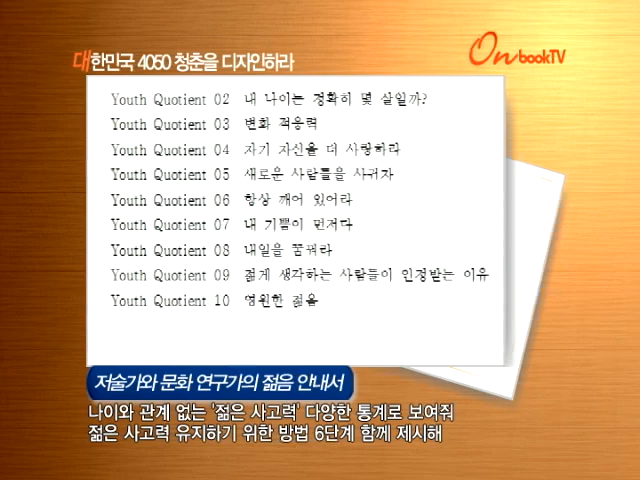 대한민국 4050 청춘을 디자인하라
On bookTV
Youth Quotient 02 내 나이는 정확히 몇 살일까?
Youth Quotient 03 변화 적응력
Youth Quotient 04 자기 자신을 더 사랑하라
Youth Quotient 05 새로운 사람들을 사귀자
Youth Quotient 06 항상 깨어 있어라
Youth Quotient 07 내 기쁨이 먼저다
Youth Quotient 08 내일을 꿈꿔라
Youth Quotient 09 젊게 생각하는 사람들이 인정받는 이유
Youth Quotient 10 영원한 젊음
저술가와 문화 연구가의 젊음 안내서
나이와 관계 없는 '젊은 사고력' 다양한 통계로 보여줘
젊은 사고력 유지하기 위한 방법 6단계 함께 제시해